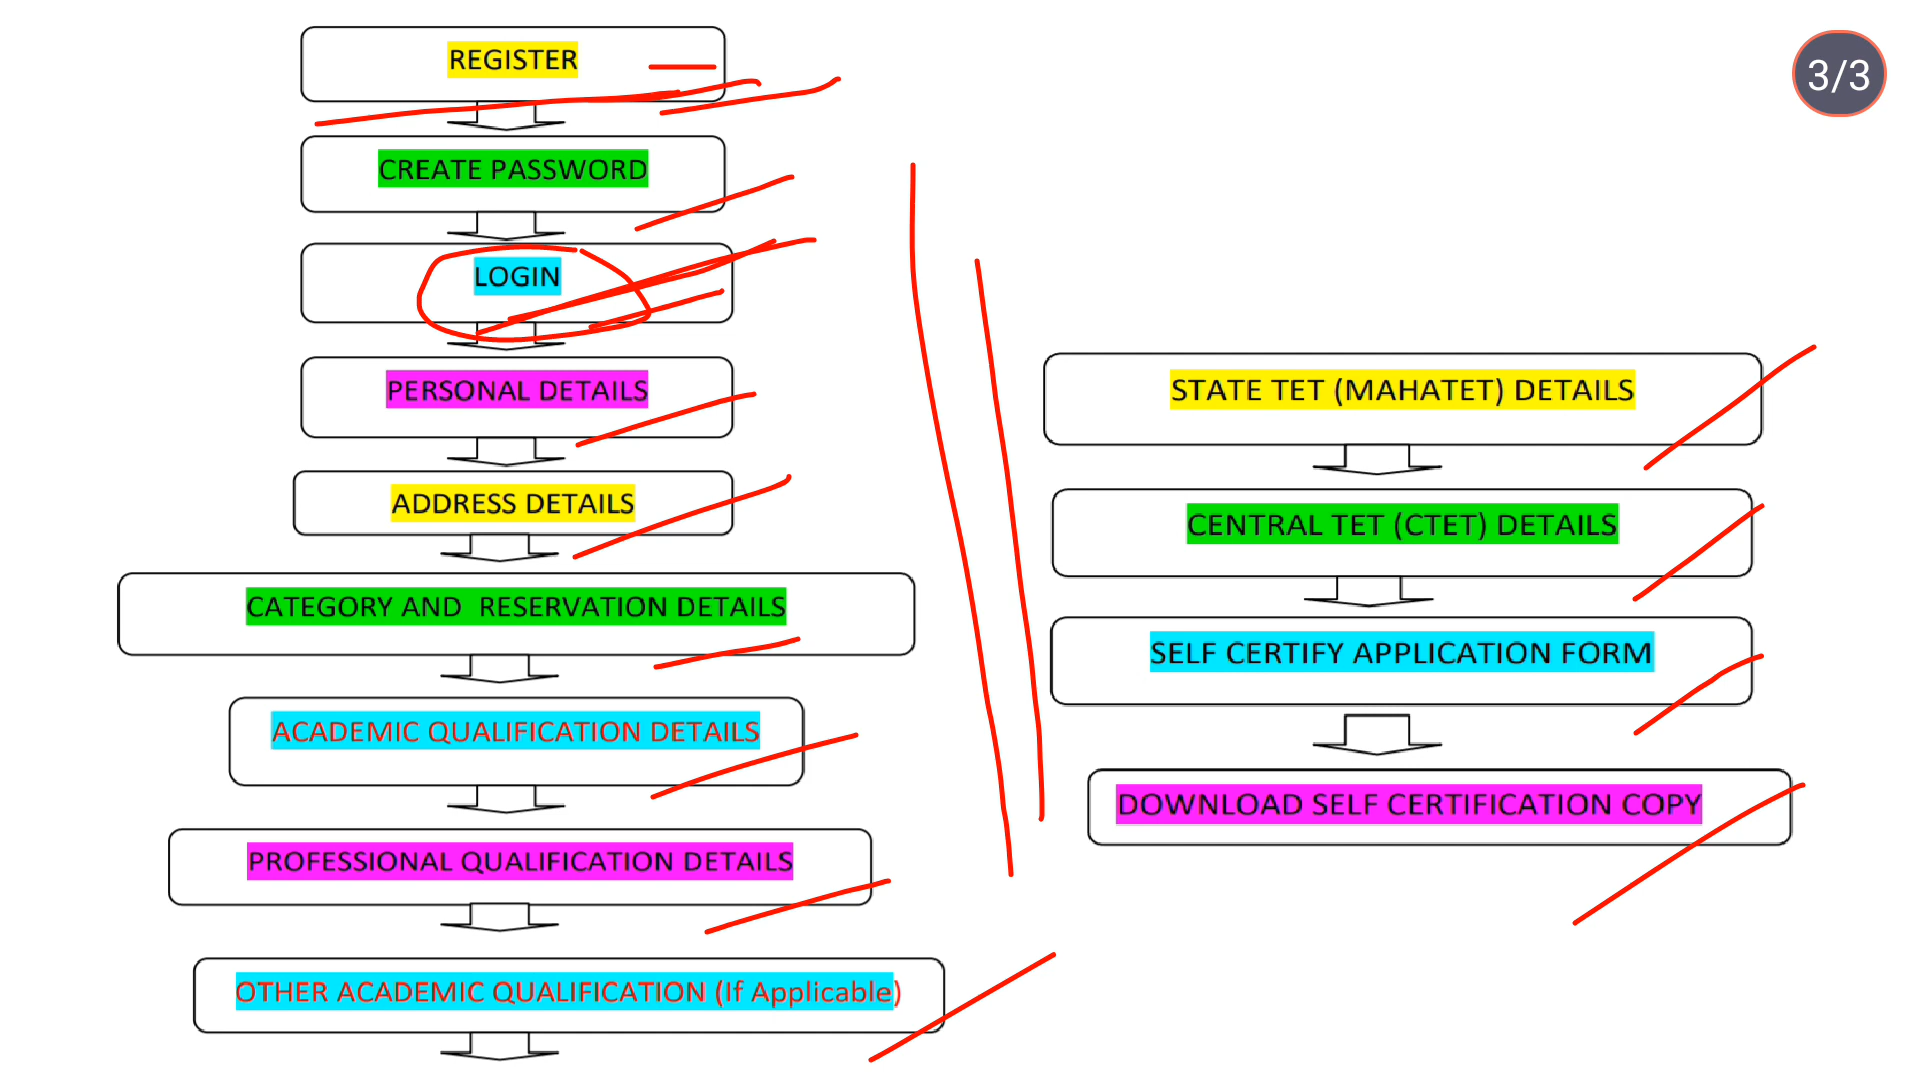 REGISTER
CREATE PASSWORD
LOGIN
PERSONAL DETAILS
ADDRESS DETAILS
CATEGORY AND RESERVATION DETAILS
ACADEMIC QUALIFICATION DETAILS
PROFESSIONAL QUALIFICATION DETAILS
OTHER ACADEMIC QUALIFICATION (If Applicable)
STATE TET (MAHATET) DETAILS
CENTRAL TET (CTET) DETAILS
SELF CERTIFY APPLICATION FORM
DOWNLOAD SELF CERTIFICATION COPY
3/3